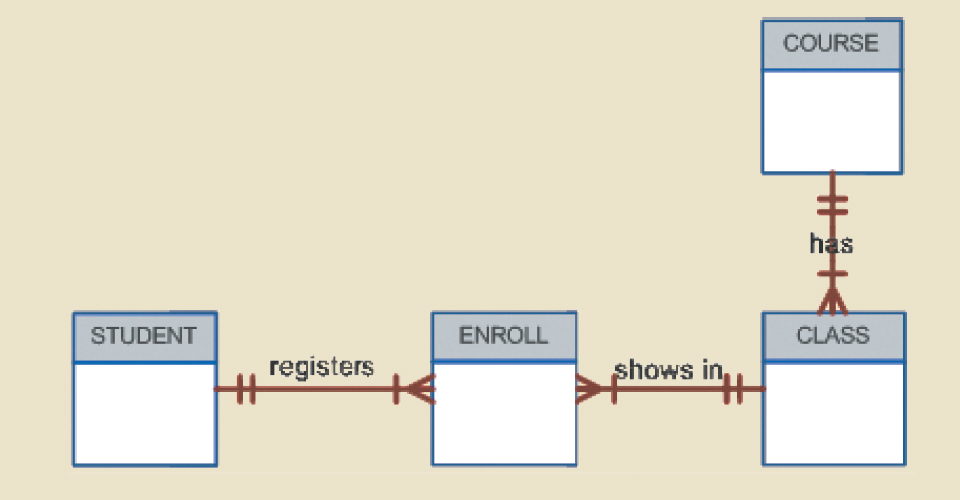 COURSE
has
STUDENT
registers
ENROLL
shows in
CLASS